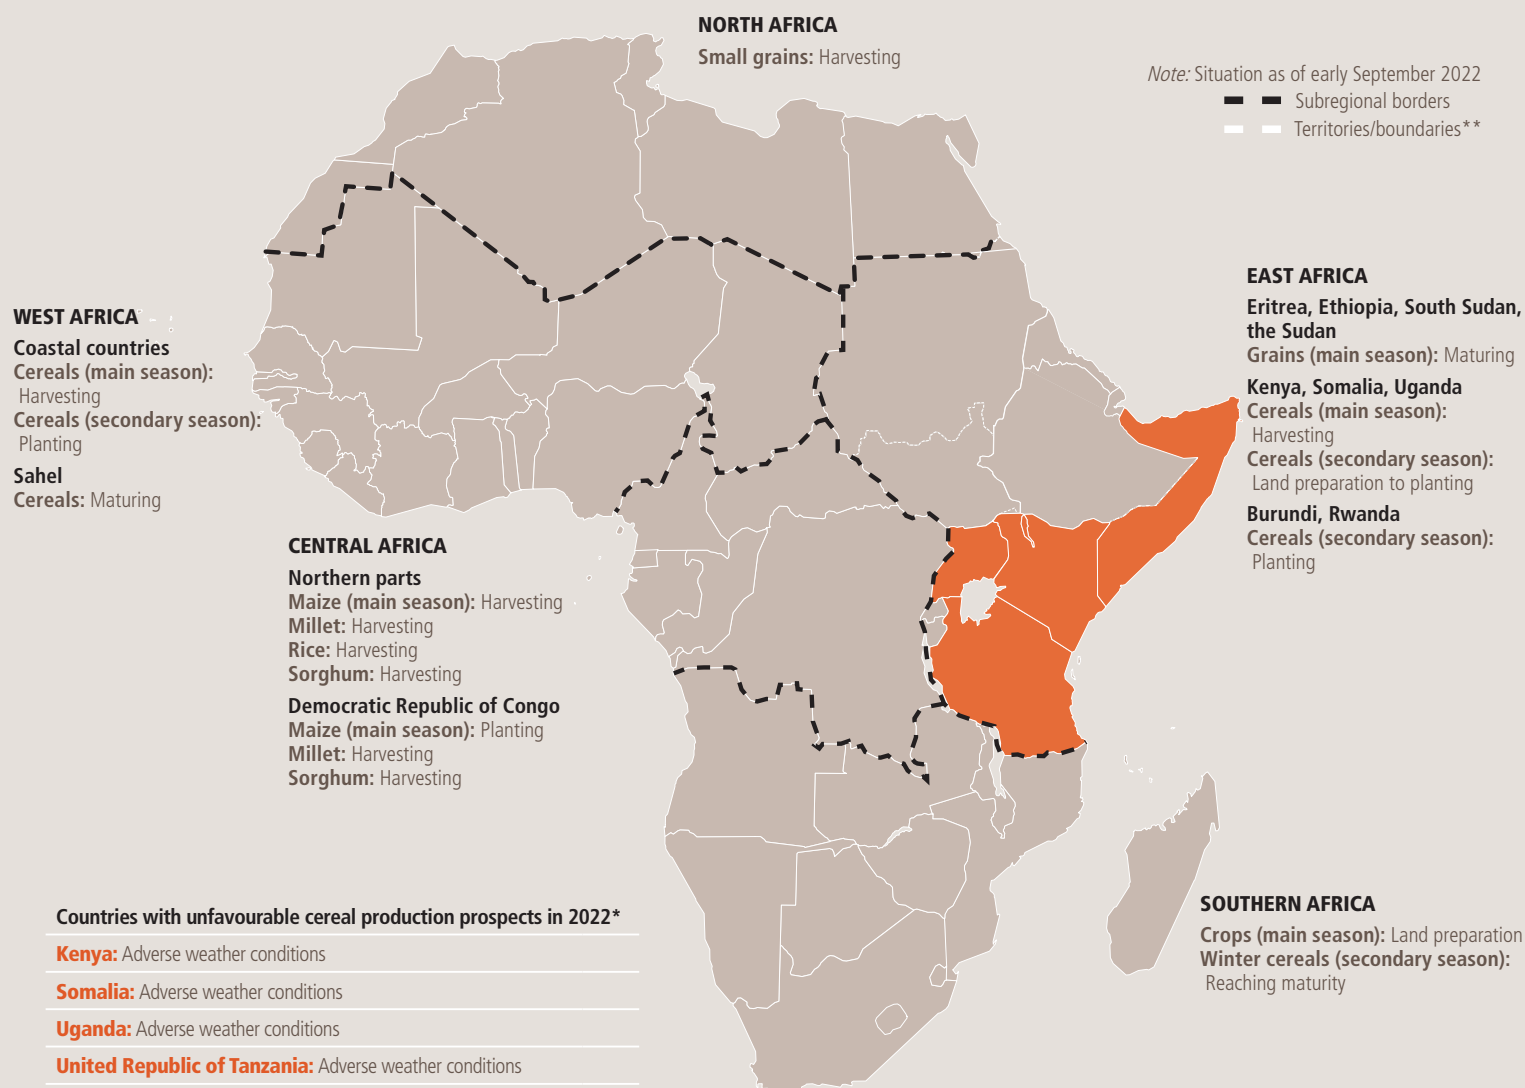 NORTH AFRICA
Small grains: Harvesting
Note: Situation as of early September 2022
Subregional borders
Territories/boundaries**
WEST AFRICA
Coastal countries
Cereals (main season):
Harvesting
Cereals (secondary season):
Planting
Sahel
Cereals: Maturing
EAST AFRICA
Eritrea, Ethiopia, South Sudan,
the Sudan
Grains (main season): Maturing
Kenya, Somalia, Uganda
Cereals (main season):
Harvesting
Cereals (secondary season):
Land preparation to planting
Burundi, Rwanda
Cereals (secondary season):
Planting
CENTRAL AFRICA
Northern parts
Maize (main season): Harvesting
Millet: Harvesting
Rice: Harvesting
Sorghum: Harvesting
Democratic Republic of Congo
Maize (main season): Planting
Millet: Harvesting
Sorghum: Harvesting
SOUTHERN AFRICA
Crops (main season): Land preparation
Winter cereals (secondary season):
Reaching maturity
Countries with unfavourable cereal production prospects in 2022*
Kenya: Adverse weather conditions
Somalia: Adverse weather conditions
Uganda: Adverse weather conditions
United Republic of Tanzania: Adverse weather conditions